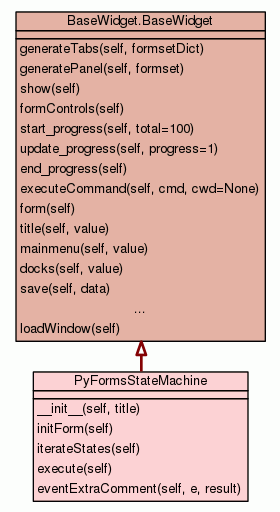 BaseWidget.BaseWidget
generateTabs(self, formsetDict)
generatePanel(self, formset)
show(self)
formControls(self)
start_progress(self, total=100)
update_progress(self, progress=1)
end_progress(self)
executeCommand(self, cmd, cwd=None)
form(self)
title(self, value)
mainmenu(self, value)
docks(self, value)
save(self, data)
...
loadWindow(self)
PyFormsStateMachine
__init__(self, title)
initForm(self)
iterateStates(self)
execute(self)
eventExtraComment(self, e, result)